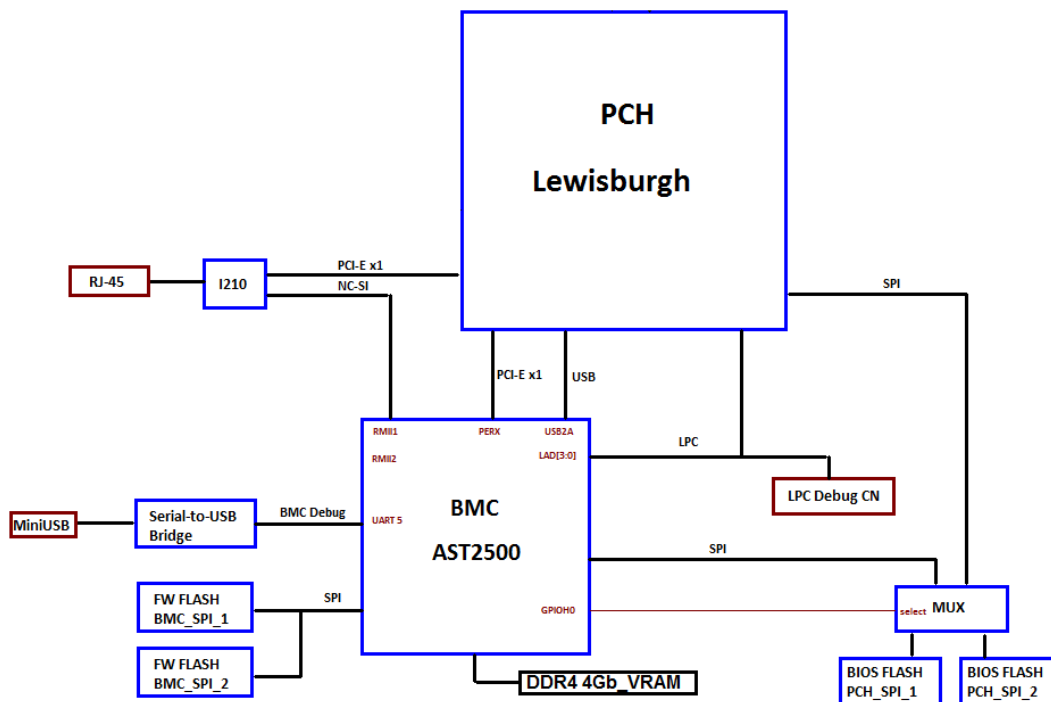 PCH
Lewisburgh
PCI-E x1
RJ-45
I210
NC-SI
SPI
PCI-E x1
USB
RMII1
PERX
USB2A
LPC
RMII2
LAD[3:0]
LPC Debug CN
MiniUSB
Serial-to-USB
Bridge
BMC Debug
UART 5
BMC
AST2500
SPI
FW FLASH
BMC_SPI_1
SPI
GPIOH0
select
MUX
FW FLASH
BMC_SPI_2
DDR4 4Gb_VRAM
BIOS FLASH
PCH_SPI_1
BIOS FLASH
PCH_SPI_2